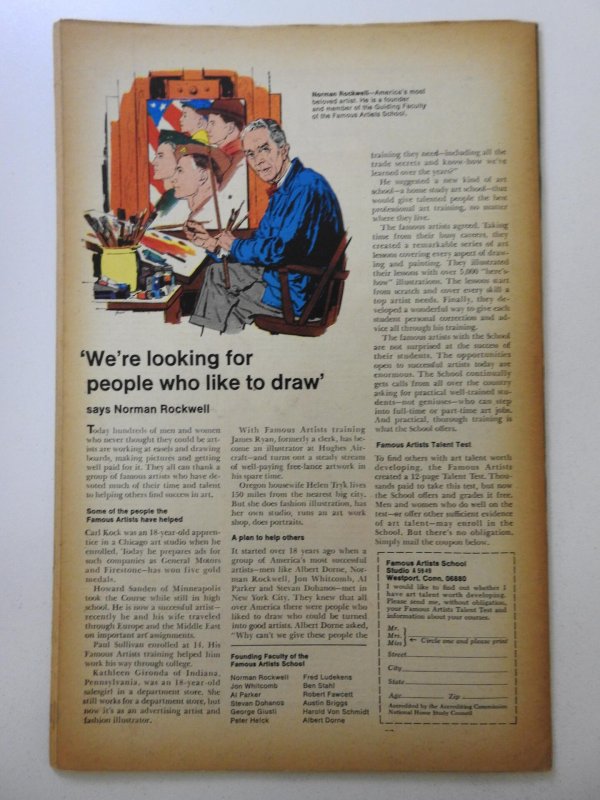 Norman Rockwell—America's most
beloved artist. He is a founder
and member of the Guiding Faculty
of the Famous Artists School.
'We're looking for
people who like to draw'
says Norman Rockwell
Today hundreds of men and women
who never thought they could be art-
ists are working at easels and drawing
boards, making pictures and getting
well paid for it. They all can thank a
group of famous artists who have de-
voted much of their time and talent
to helping others find success in art.
Some of the people the
Famous Artists have helped
Carl Kock was an 18-year-old appren-
tice in a Chicago art studio when he
enrolled. Today he prepares ads for
such companies as General Motors
and Firestone—has won five gold
medals.
Howard Sanden of Minneapolis
took the Course while still in high
school. He is now a successful artist—
recently he and his wife traveled
through Europe and the Middle East
on important art assignments.
Paul Sullivan enrolled at 14. His
Famous Artists training helped him
work his way through college.
Kathleen Gironda of Indiana,
Pennsylvania, was an 18-year-old
salesgirl in a department store. She
still works for a department store, but
now it's as an advertising artist and
fashion illustrator.
With Famous Artists training
James Ryan, formerly a clerk, has be-
come an illustrator at Hughes Air-
craft—and turns out a steady stream
of well-paying free-lance artwork in
his spare time.
Oregon housewife Helen Tryk lives
150 miles from the nearest big city.
But she does fashion illustration, has
her own studio, runs an art work
shop, does portraits.
A plan to help others
It started over 18 years ago when a
group of America's most successful
artists—men like Albert Dorne, Nor-
man Rockwell, Jon Whitcomb, Al
Parker and Stevan Dohanos—met in
New York City. They knew that all
over America there were people who
liked to draw who could be turned
into good artists. Albert Dorne asked,
"Why can't we give these people the
Founding Faculty of the
Famous Artists School
Norman Rockwell
Jon Whitcomb
Al Parker
Stevan Dohanos
George Giusti
Peter Helck
Fred Ludekens
Ben Stahl
Robert Fawcett
Austin Briggs
Harold Von Schmidt
Albert Dorne
training they need—including all the
trade secrets and know-how we've
learned over the years?"
He suggested a new kind of art
school—a home study art school—that
would give talented people the best
professional art training, no matter
where they live.
The famous artists agreed. Taking
time from their busy careers, they
created a remarkable series of art
lessons covering every aspect of draw-
ing and painting. They illustrated
their lessons with over 5,000 "here's-
how" illustrations. The lessons start
from scratch and cover every skill a
top artist needs. Finally, they de-
veloped a wonderful way to give each
student personal correction and ad-
vice all through his training.
The famous artists with the School
are not surprised at the success of
their students. The opportunities
open to successful artists today are
enormous. The School continually
gets calls from all over the country
asking for practical well-trained stu-
dents—not geniuses—who can step
into full-time or part-time art jobs.
And practical, thorough training is
what the School offers.
Famous Artists Talent Test
To find others with art talent worth
developing, the Famous Artists
created a 12-page Talent Test. Thou-
sands paid to take this test, but now
the School offers and grades it free.
Men and women who do well on the
test—or offer other sufficient evidence
of art talent—may enroll in the
School. But there's no obligation.
Simply mail the coupon below.
Famous Artists School
Studio A 5649
Westport, Conn. 06880
I would like to find out whether I
have art talent worth developing.
Please send me, without obligation,
your Famous Artists Talent Test and
information about your courses.
Mr.
Mrs.
Miss
← Circle one and please print
Street
City
State
Age Zip
Accredited by the Accrediting Commission
National Home Study Council